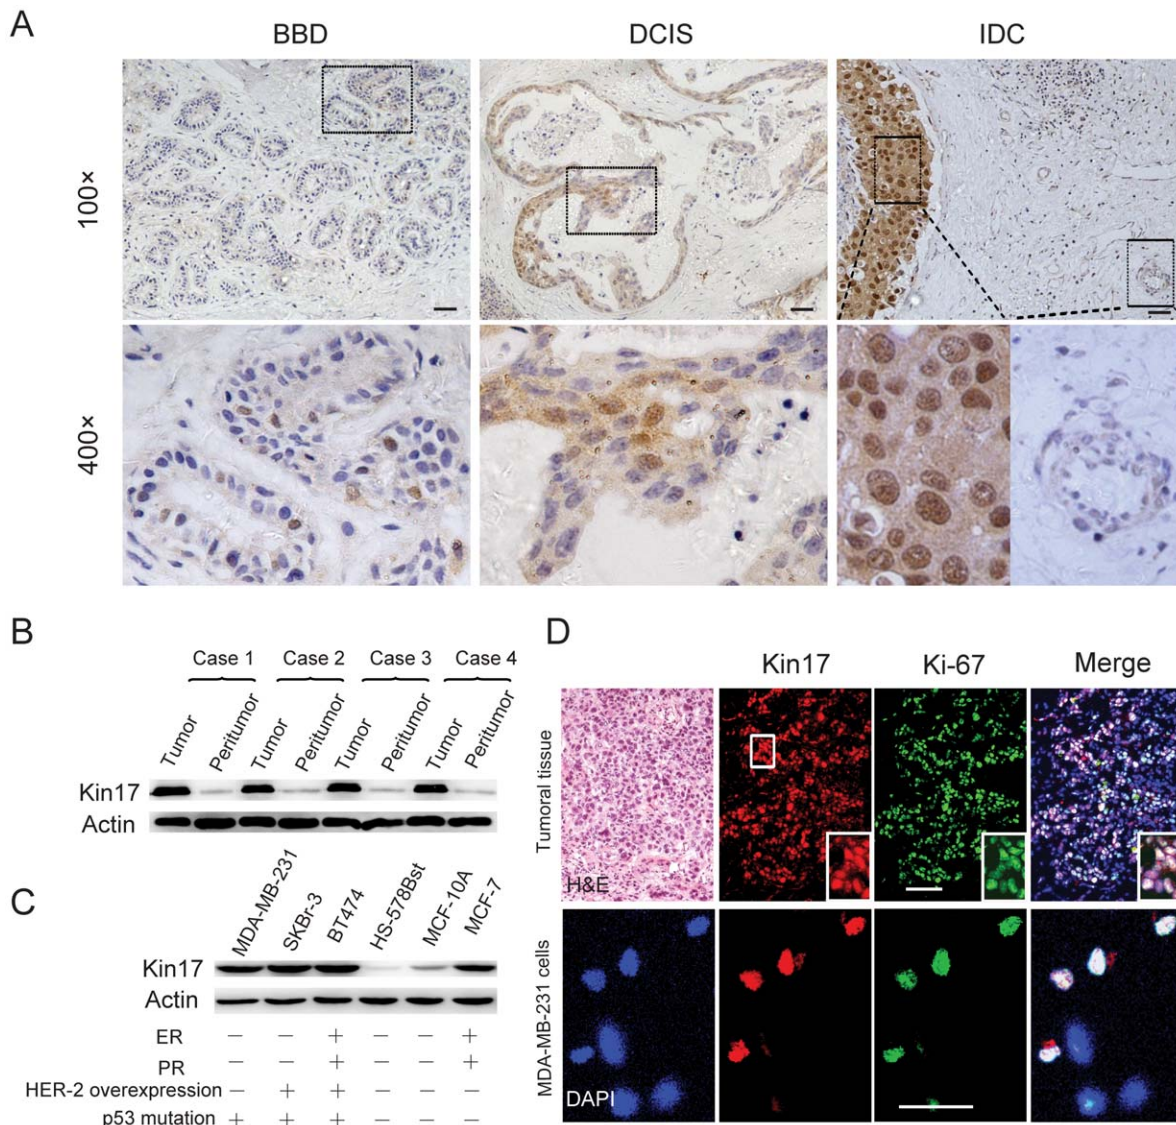 A
BBD DCIS IDC
100×
400×
B
Case 1 Case 2 Case 3 Case 4
Tumor Peritumor Tumor Peritumor Tumor Peritumor Tumor Peritumor
Kin17
Actin
C
MDA-MB-231 SKBr-3 BT474 HS-578Bst MCF-10A MCF-7
Kin17
Actin
ER − − + − − +
PR − − + − − +
HER-2 overexpression − + + − − −
p53 mutation + + + − − −
D
Kin17 Ki-67 Merge
Tumoral tissue
H&E
MDA-MB-231 cells
DAPI